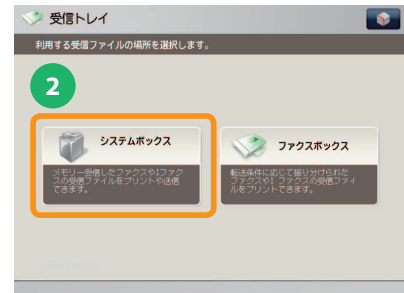 受信トレイ
利用する受信ファイルの場所を選択します。
2
システムボックス
メモリー受信したファクスやIファク
スの受信ファイルをプリントや送信
できます。
ファクスボックス
転送条件に応じて振り分けられた
ファクスやI ファクスの受信ファイ
ルをプリントできます。